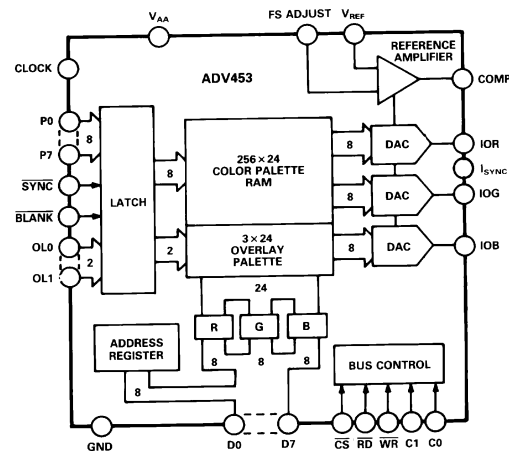 VAA
FS ADJUST
VREF
REFERENCE
AMPLIFIER
CLOCK
ADV453
COMP
P0
8
P7
SYNC
BLANK
OL0
2
OL1
LATCH
8
2
256 × 24
COLOR PALETTE
RAM
3 × 24
OVERLAY
PALETTE
8
8
8
DAC
DAC
DAC
IOR
ISYNC
IOG
IOB
24
R
G
B
8
8
8
ADDRESS
REGISTER
8
BUS CONTROL
GND
D0
D7
CS
RD
WR
C1
C0